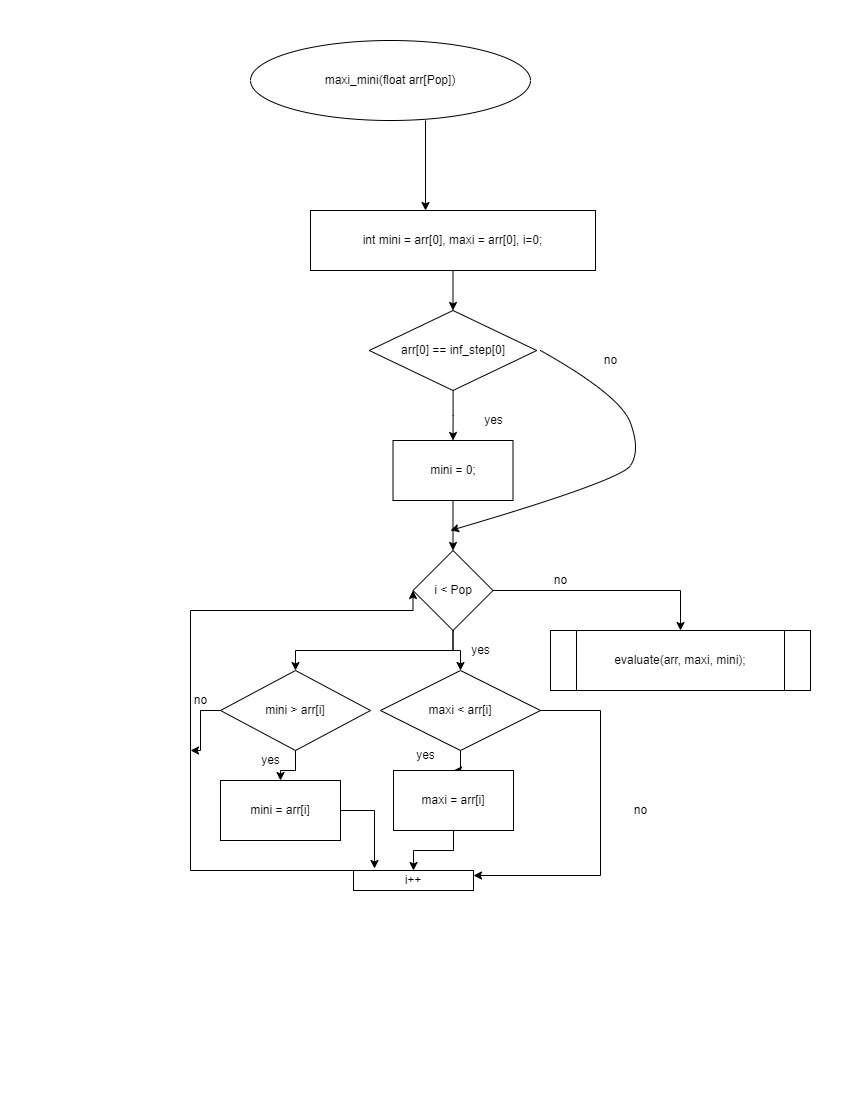 maxi_mini(float arr[Pop])
int mini = arr[0], maxi = arr[0], i=0;
arr[0] == inf_step[0]
no
yes
mini = 0;
i < Pop
no
yes
evaluate(arr, maxi, mini);
no
mini > arr[i]
maxi < arr[i]
yes
yes
mini = arr[i]
maxi = arr[i]
no
i++